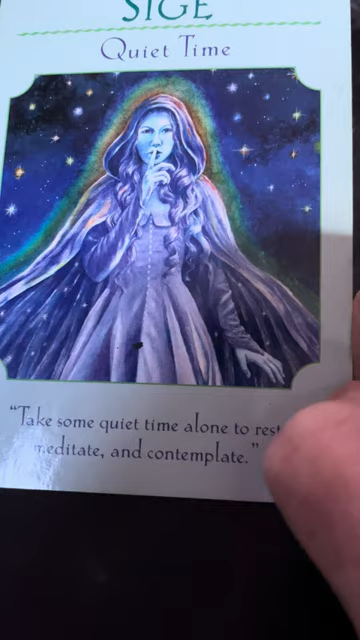 SIGE
Quiet Time
“Take some quiet time alone to rest
meditate, and contemplate.”